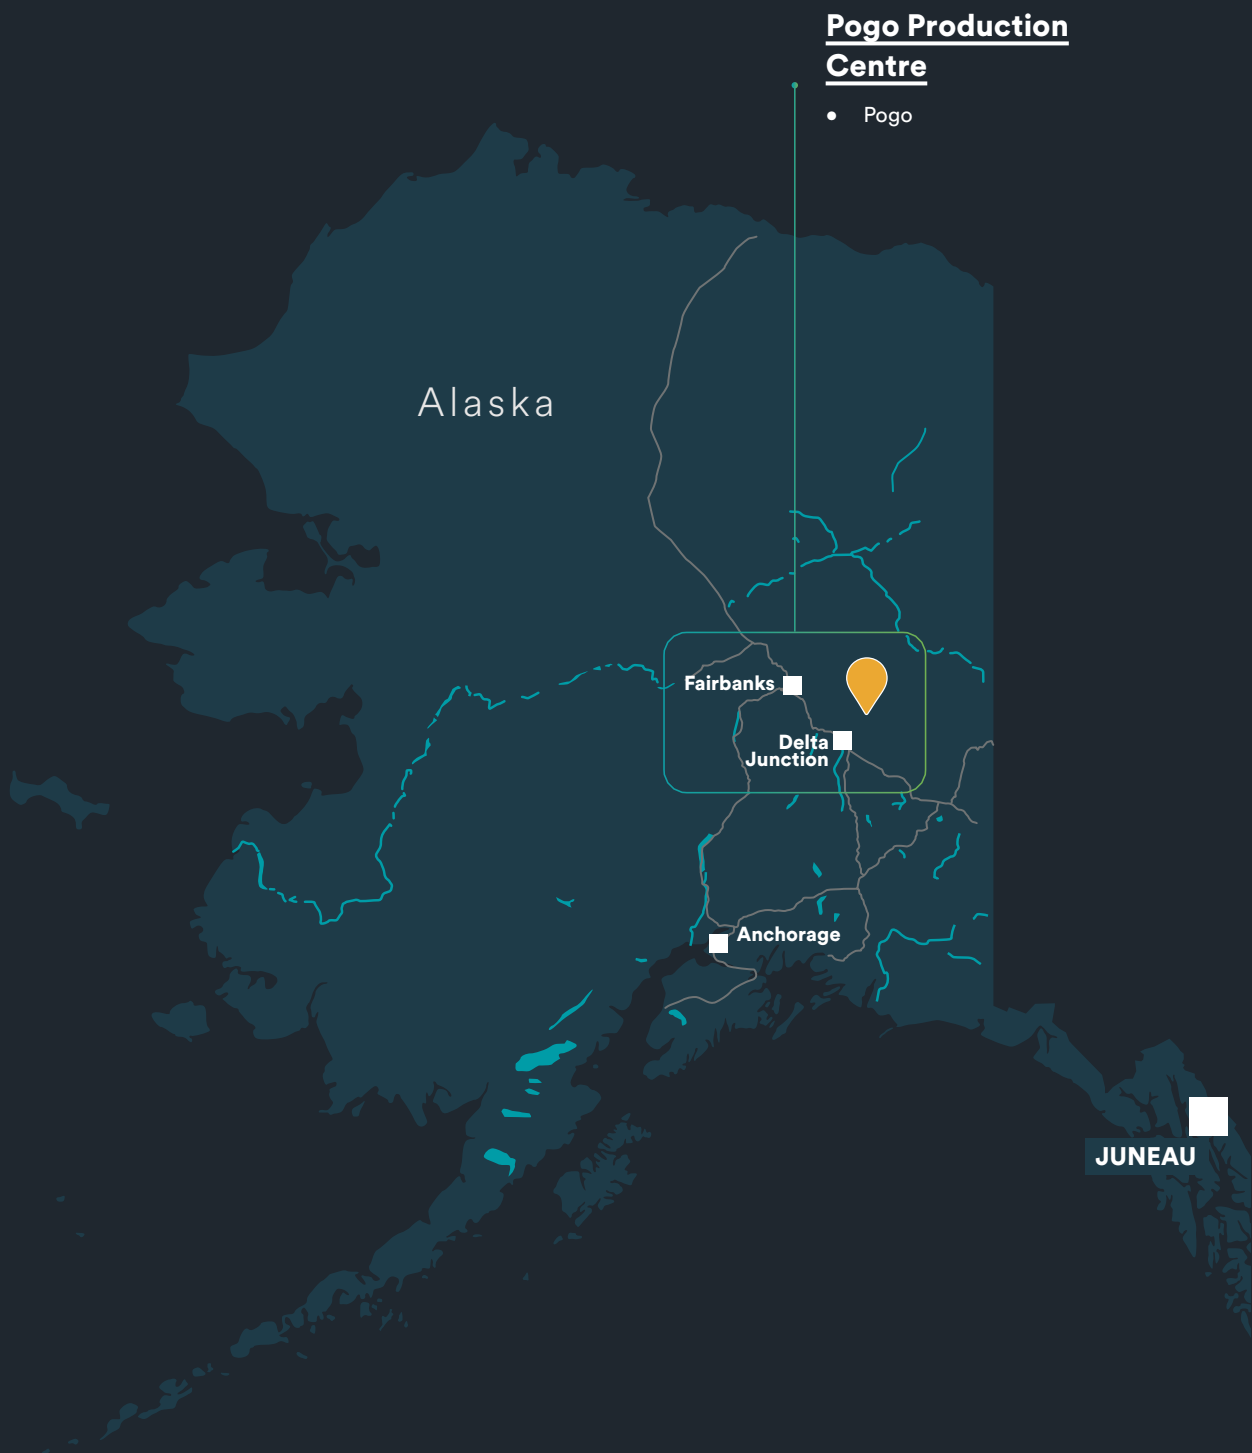 Pogo Production
Centre
• Pogo
Alaska
Fairbanks
Delta
Junction
Anchorage
JUNEAU